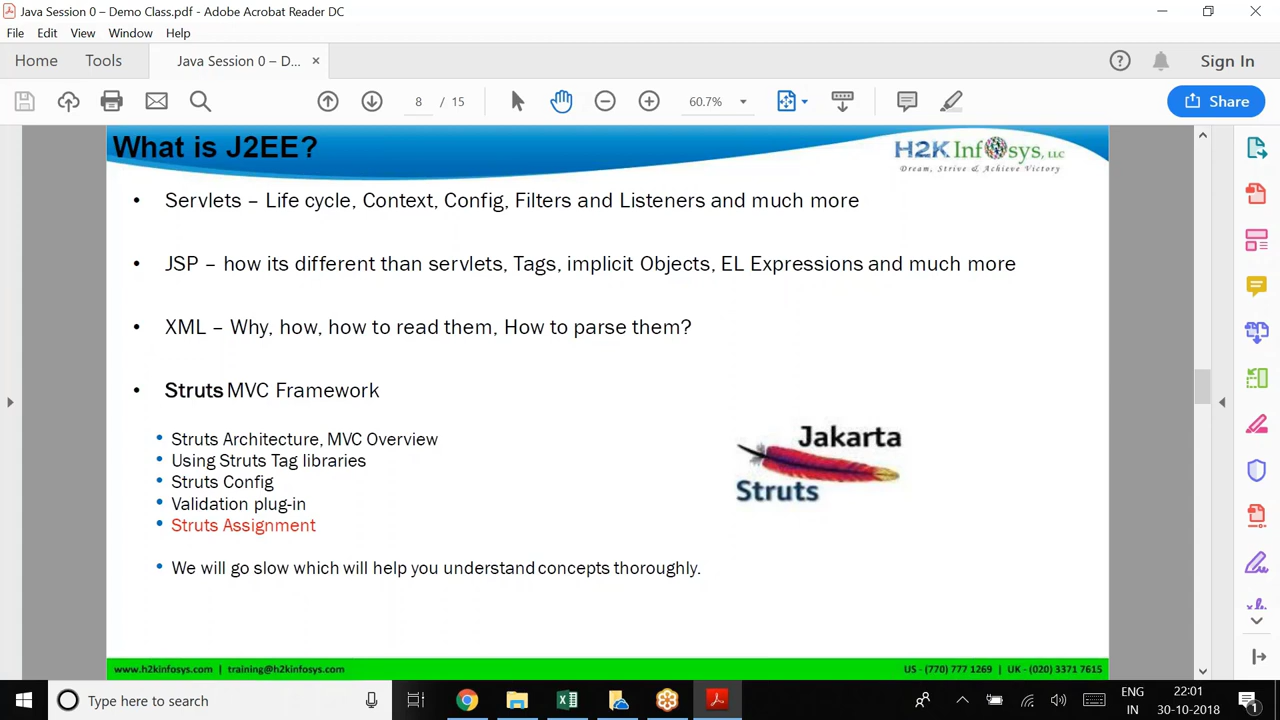 Java Session 0 – Demo Class.pdf - Adobe Acrobat Reader DC
File Edit View Window Help
Home Tools Java Session 0 – D... × Sign In
8 / 15 60.7% Share
What is J2EE?
H2K Infosys, LLC
Dream, Strive & Achieve Victory
• Servlets – Life cycle, Context, Config, Filters and Listeners and much more
• JSP – how its different than servlets, Tags, implicit Objects, EL Expressions and much more
• XML – Why, how, how to read them, How to parse them?
• Struts MVC Framework
• Struts Architecture, MVC Overview
• Using Struts Tag libraries
• Struts Config
• Validation plug-in
• Struts Assignment
Jakarta
Struts
• We will go slow which will help you understand concepts thoroughly.
www.h2kinfosys.com | training@h2kinfosys.com US - (770) 777 1269 | UK - (020) 3371 7615
Type here to search
ENG 22:01
IN 30-10-2018 1